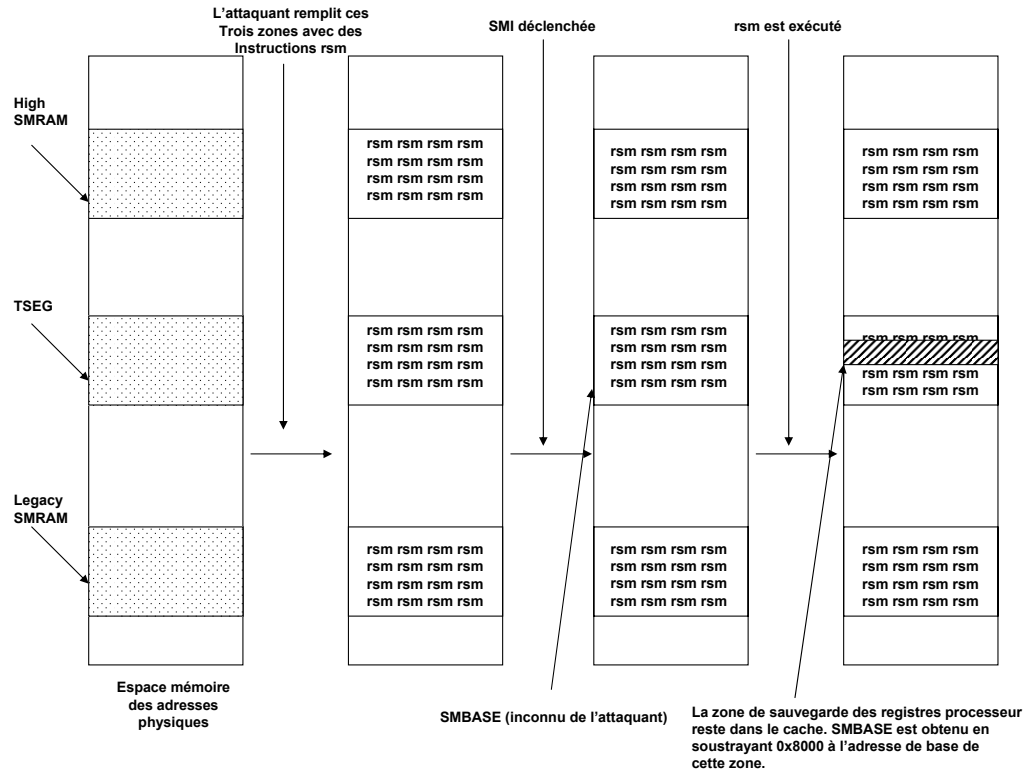 L'attaquant remplit ces
Trois zones avec des
Instructions rsm
SMI déclenchée
rsm est exécuté
High
SMRAM
rsm rsm rsm rsm
rsm rsm rsm rsm
rsm rsm rsm rsm
rsm rsm rsm rsm
rsm rsm rsm rsm
rsm rsm rsm rsm
rsm rsm rsm rsm
rsm rsm rsm rsm
rsm rsm rsm rsm
rsm rsm rsm rsm
rsm rsm rsm rsm
rsm rsm rsm rsm
TSEG
rsm rsm rsm rsm
rsm rsm rsm rsm
rsm rsm rsm rsm
rsm rsm rsm rsm
rsm rsm rsm rsm
rsm rsm rsm rsm
rsm rsm rsm rsm
rsm rsm rsm rsm
rsm rsm rsm rsm
rsm rsm rsm rsm
rsm rsm rsm rsm
Legacy
SMRAM
rsm rsm rsm rsm
rsm rsm rsm rsm
rsm rsm rsm rsm
rsm rsm rsm rsm
rsm rsm rsm rsm
rsm rsm rsm rsm
rsm rsm rsm rsm
rsm rsm rsm rsm
rsm rsm rsm rsm
rsm rsm rsm rsm
rsm rsm rsm rsm
rsm rsm rsm rsm
Espace mémoire
des adresses
physiques
SMBASE (inconnu de l'attaquant)
La zone de sauvegarde des registres processeur
reste dans le cache. SMBASE est obtenu en
soustrayant 0x8000 à l'adresse de base de
cette zone.